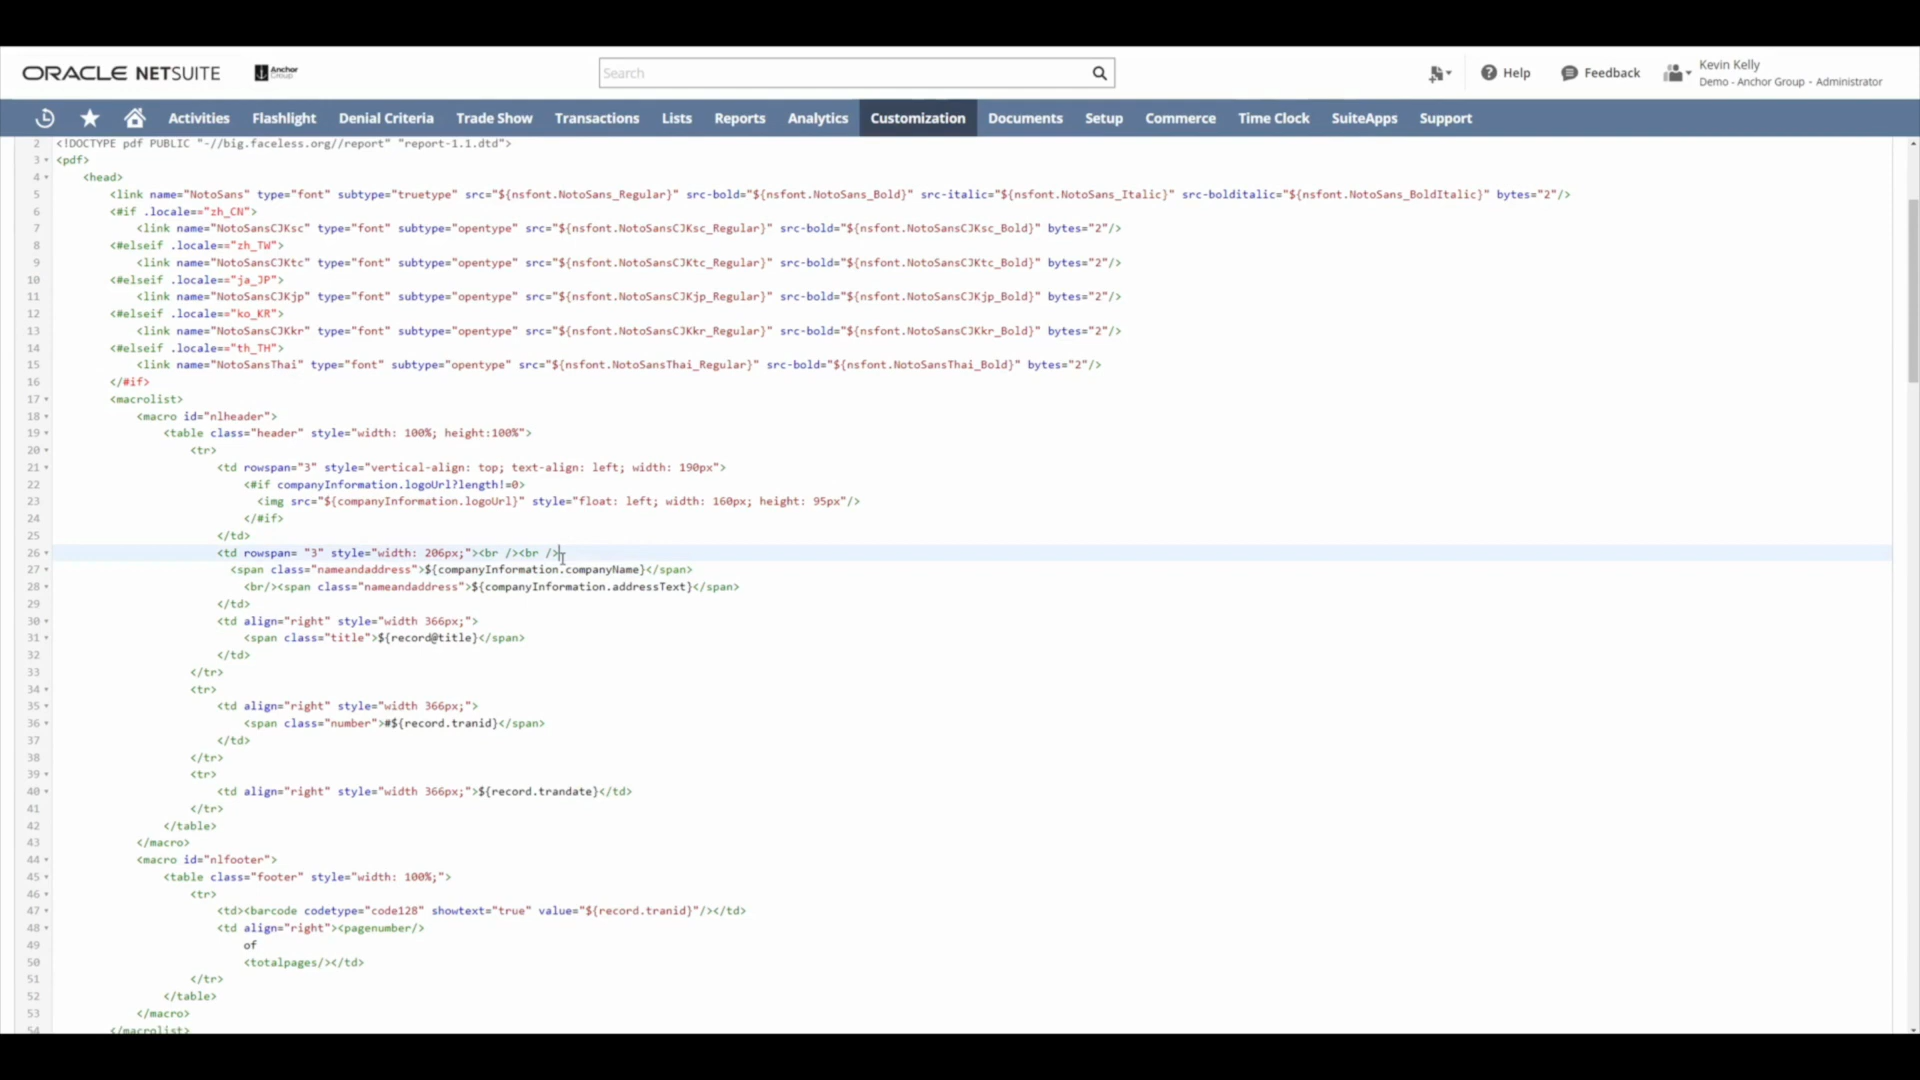 ORACLE NETSUITE
Anchor Group
Search
Help
Feedback
Kevin Kelly
Demo - Anchor Group - Administrator
Activities
Flashlight
Denial Criteria
Trade Show
Transactions
Lists
Reports
Analytics
Customization
Documents
Setup
Commerce
Time Clock
SuiteApps
Support
2 <!DOCTYPE pdf PUBLIC "-//big.faceless.org//report" "report-1.1.dtd">
3 <pdf>
4 <head>
5 <link name="NotoSans" type="font" subtype="truetype" src="${nsfont.NotoSans_Regular}" src-bold="${nsfont.NotoSans_Bold}" src-italic="${nsfont.NotoSans_Italic}" src-bolditalic="${nsfont.NotoSans_BoldItalic}" bytes="2"/>
6 <#if .locale=="zh_CN">
7 <link name="NotoSansCJKsc" type="font" subtype="opentype" src="${nsfont.NotoSansCJKsc_Regular}" src-bold="${nsfont.NotoSansCJKsc_Bold}" bytes="2"/>
8 <#elseif .locale=="zh_TW">
9 <link name="NotoSansCJKtc" type="font" subtype="opentype" src="${nsfont.NotoSansCJKtc_Regular}" src-bold="${nsfont.NotoSansCJKtc_Bold}" bytes="2"/>
10 <#elseif .locale=="ja_JP">
11 <link name="NotoSansCJKjp" type="font" subtype="opentype" src="${nsfont.NotoSansCJKjp_Regular}" src-bold="${nsfont.NotoSansCJKjp_Bold}" bytes="2"/>
12 <#elseif .locale=="ko_KR">
13 <link name="NotoSansCJKkr" type="font" subtype="opentype" src="${nsfont.NotoSansCJKkr_Regular}" src-bold="${nsfont.NotoSansCJKkr_Bold}" bytes="2"/>
14 <#elseif .locale=="th_TH">
15 <link name="NotoSansThai" type="font" subtype="opentype" src="${nsfont.NotoSansThai_Regular}" src-bold="${nsfont.NotoSansThai_Bold}" bytes="2"/>
16 </#if>
17 <macrolist>
18 <macro id="nlheader">
19 <table class="header" style="width: 100%; height:100%">
20 <tr>
21 <td rowspan="3" style="vertical-align: top; text-align: left; width: 190px">
22 <#if companyInformation.logoUrl?length!=0>
23 <img src="${companyInformation.logoUrl}" style="float: left; width: 160px; height: 95px"/>
24 </#if>
25 </td>
26 <td rowspan= "3" style="width: 206px;"><br /><br />
27 <span class="nameandaddress">${companyInformation.companyName}</span>
28 <br/><span class="nameandaddress">${companyInformation.addressText}</span>
29 </td>
30 <td align="right" style="width 366px;">
31 <span class="title">${record@title}</span>
32 </td>
33 </tr>
34 <tr>
35 <td align="right" style="width 366px;">
36 <span class="number">#${record.tranid}</span>
37 </td>
38 </tr>
39 <tr>
40 <td align="right" style="width 366px;">${record.trandate}</td>
41 </tr>
42 </table>
43 </macro>
44 <macro id="nlfooter">
45 <table class="footer" style="width: 100%;">
46 <tr>
47 <td><barcode codetype="code128" showtext="true" value="${record.tranid}"/></td>
48 <td align="right"><pagenumber/>
49 of
50 <totalpages/></td>
51 </tr>
52 </table>
53 </macro>
54 </macrolist>